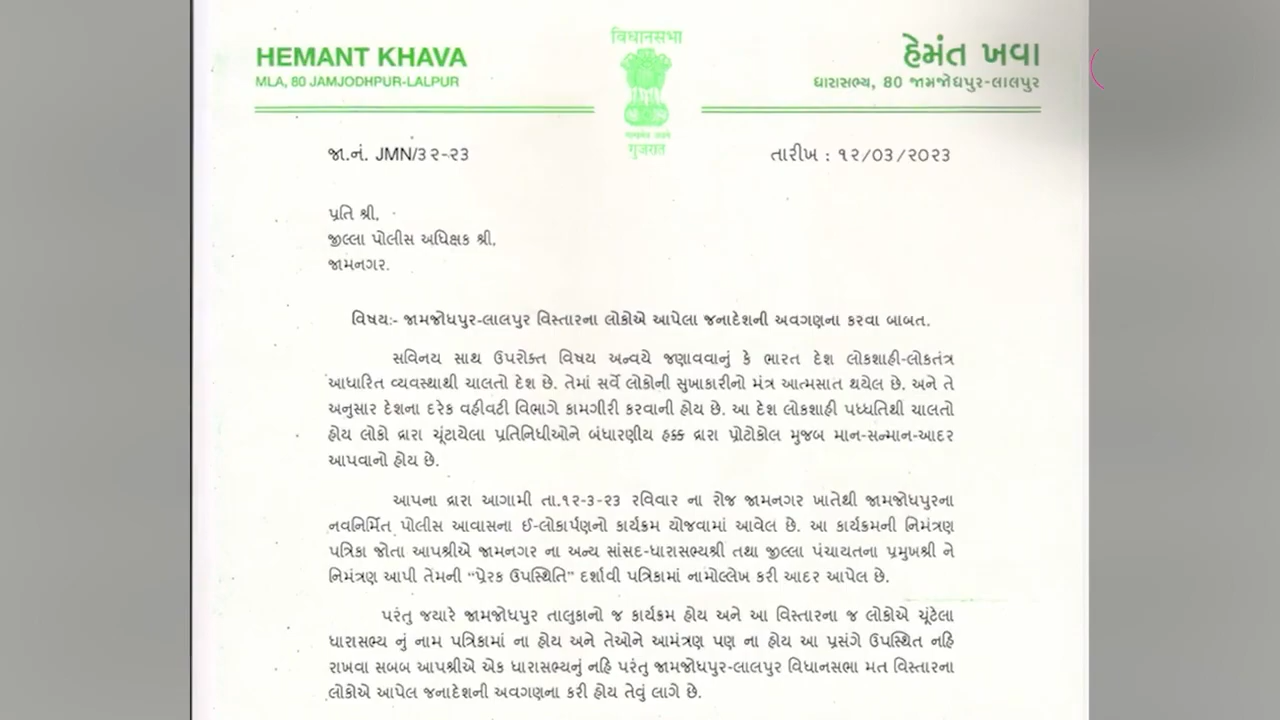 HEMANT KHAVA
MLA, 80 JAMJODHPUR-LALPUR
विधानसभा
ગુजરાત
હેમંત ખવા
ધારાસભ્ય, 80 જામજોધપુર-લાલપુર
જા.નં. JMN/૩૨-૨૩
તારીખ : ૧૨/૦૩/૨૦૨૩
પ્રતિ શ્રી,
જીલ્લા પોલીસ અધિક્ષક શ્રી,
જામનગર.
વિષય:- જામજોધપુર-લાલપુર વિસ્તારના લોકોએ આપેલા જનાદેશની અવગણના કરવા બાબત.
સવિનય સાથ ઉપરોક્ત વિષય અન્વયે જણાવવાનું કે ભારત દેશ લોકશાહી-લોકતંત્ર
આધારિત વ્યવસ્થાથી ચાલતો દેશ છે. તેમાં સર્વે લોકોની સુખાકારીનો મંત્ર આત્મસાત થયેલ છે. અને તે
અનુસાર દેશના દરેક વહીવટી વિભાગે કામગીરી કરવાની હોય છે. આ દેશ લોકશાહી પધ્ધતિથી ચાલતો
હોય લોકો દ્રારા ચૂંટાયેલા પ્રતિનિધીઓને બંધારણીય હક્ક દ્રારા પ્રોટોકોલ મુજબ માન-સન્માન-આદર
આપવાનો હોય છે.
આપના દ્રારા આગામી તા.૧૨-૩-૨૩ રવિવાર ના રોજ જામનગર ખાતેથી જામજોધપુરના
નવનિર્મિત પોલીસ આવાસના ઈ-લોકાર્પણનો કાર્યક્રમ યોજવામાં આવેલ છે. આ કાર્યક્રમની નિમંત્રણ
પત્રિકા જોતા આપશ્રીએ જામનગર ના અન્ય સાંસદ-ધારાસભ્યશ્રી તથા જીલ્લા પંચાયતના પ્રમુખશ્રી ને
નિમંત્રણ આપી તેમની “પ્રેરક ઉપસ્થિતિ” દર્શાવી પત્રિકામાં નામોલ્લેખ કરી આદર આપેલ છે.
પરંતુ જયારે જામજોધપુર તાલુકાનો જ કાર્યક્રમ હોય અને આ વિસ્તારના જ લોકોએ ચૂંટેલા
ધારાસભ્ય નું નામ પત્રિકામાં ના હોય અને તેઓને આમંત્રણ પણ ના હોય આ પ્રસંગે ઉપસ્થિત નહિ
રાખવા સબબ આપશ્રીએ એક ધારાસભ્યનું નહિ પરંતુ જામજોધપુર-લાલપુર વિધાનસભા મત વિસ્તારના
લોકોએ આપેલ જનાદેશની અવગણના કરી હોય તેવું લાગે છે.